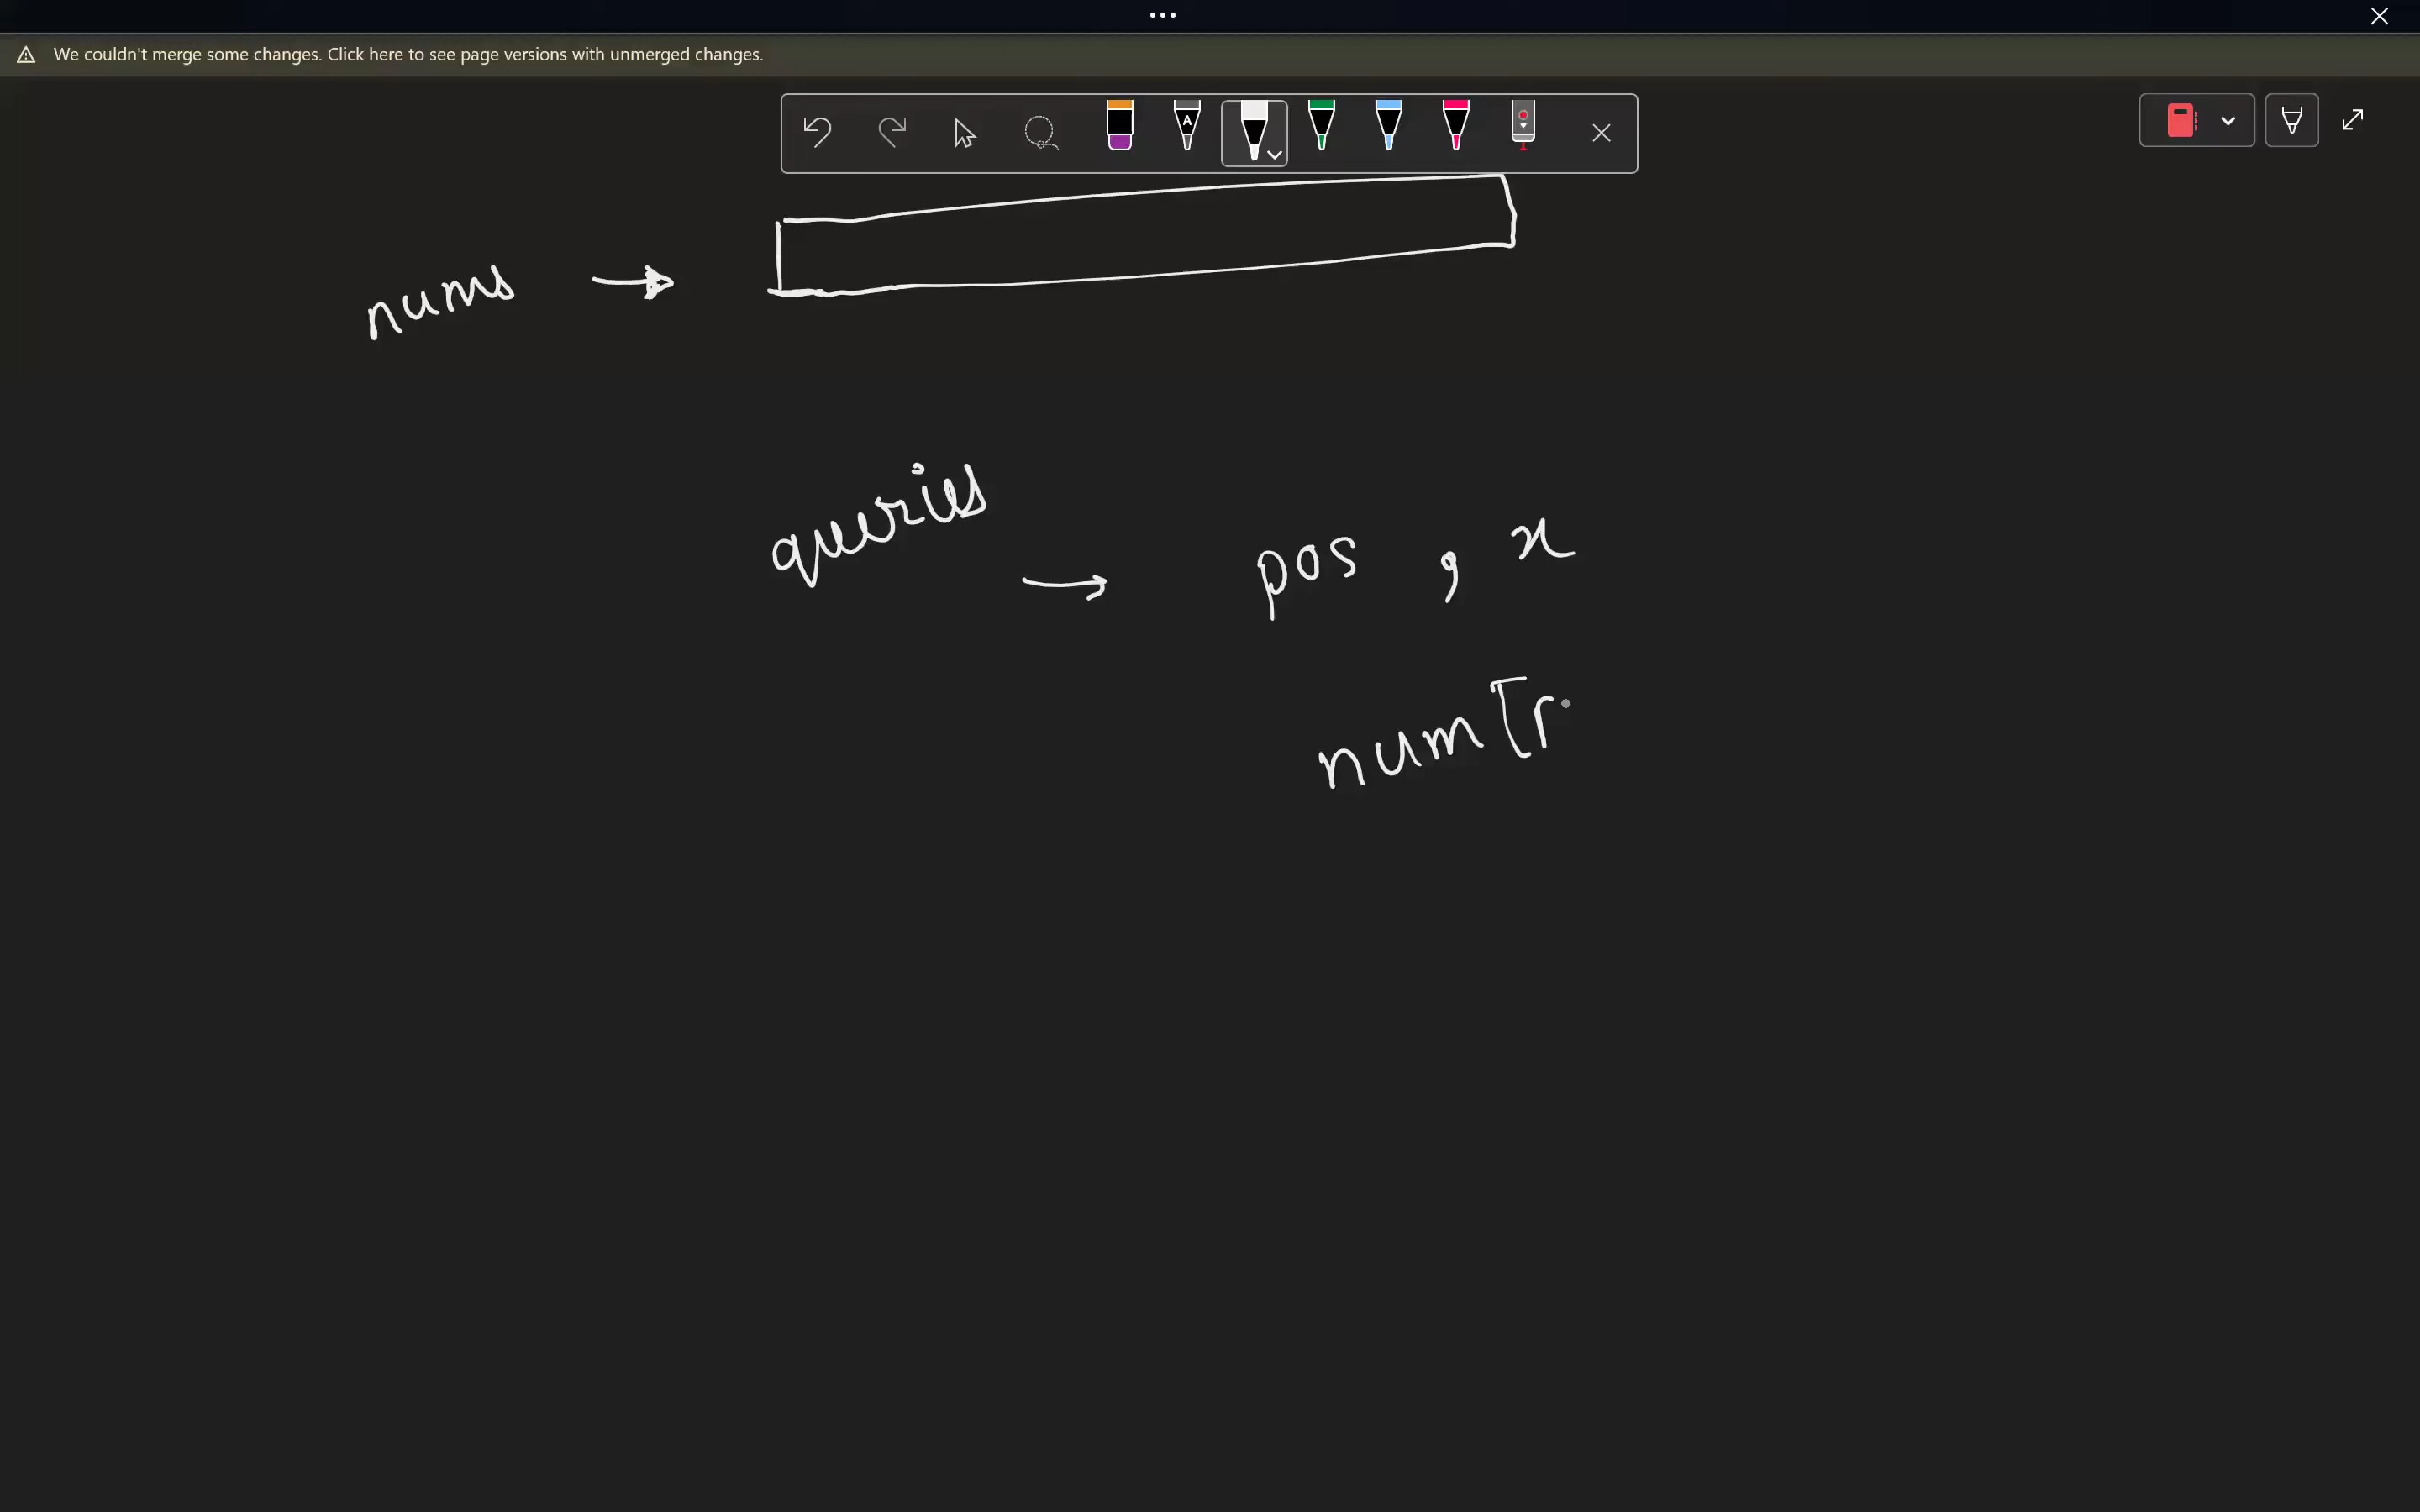 We couldn't merge some changes. Click here to see page versions with unmerged changes.
A
nums →
queries → pos , x
num[p